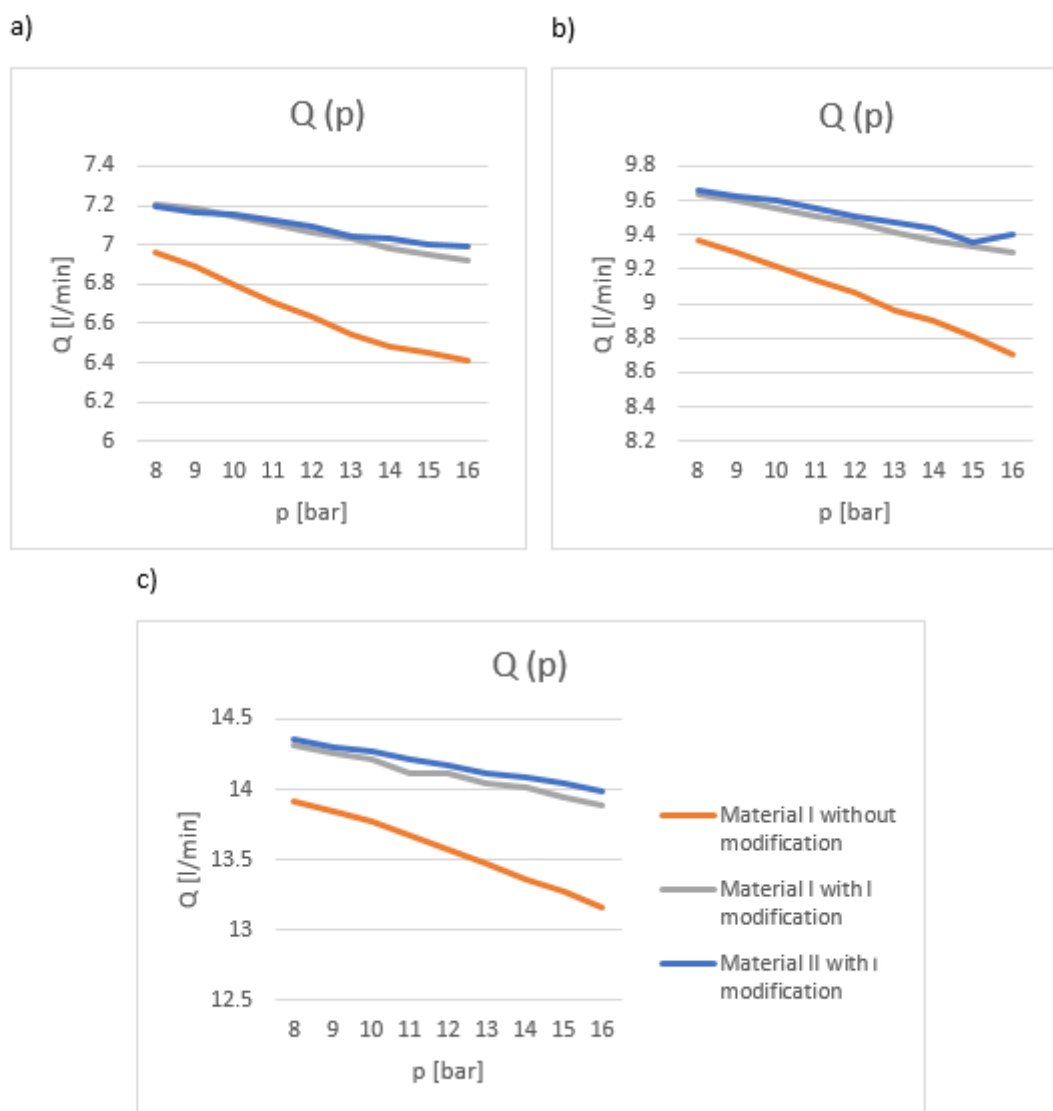 a)
Q (p)
7.4
7.2
7
6.8
6.6
6.4
6.2
6
Q [l/min]
8 9 10 11 12 13 14 15 16
p [bar]
b)
Q (p)
9.8
9.6
9.4
9.2
9
8.8
8.6
8.4
8.2
Q [l/min]
8 9 10 11 12 13 14 15 16
p [bar]
c)
Q (p)
14.5
14
13.5
13
12.5
Q [l/min]
8 9 10 11 12 13 14 15 16
p [bar]
Material I without
modification
Material I with I
modification
Material II with ı
modification